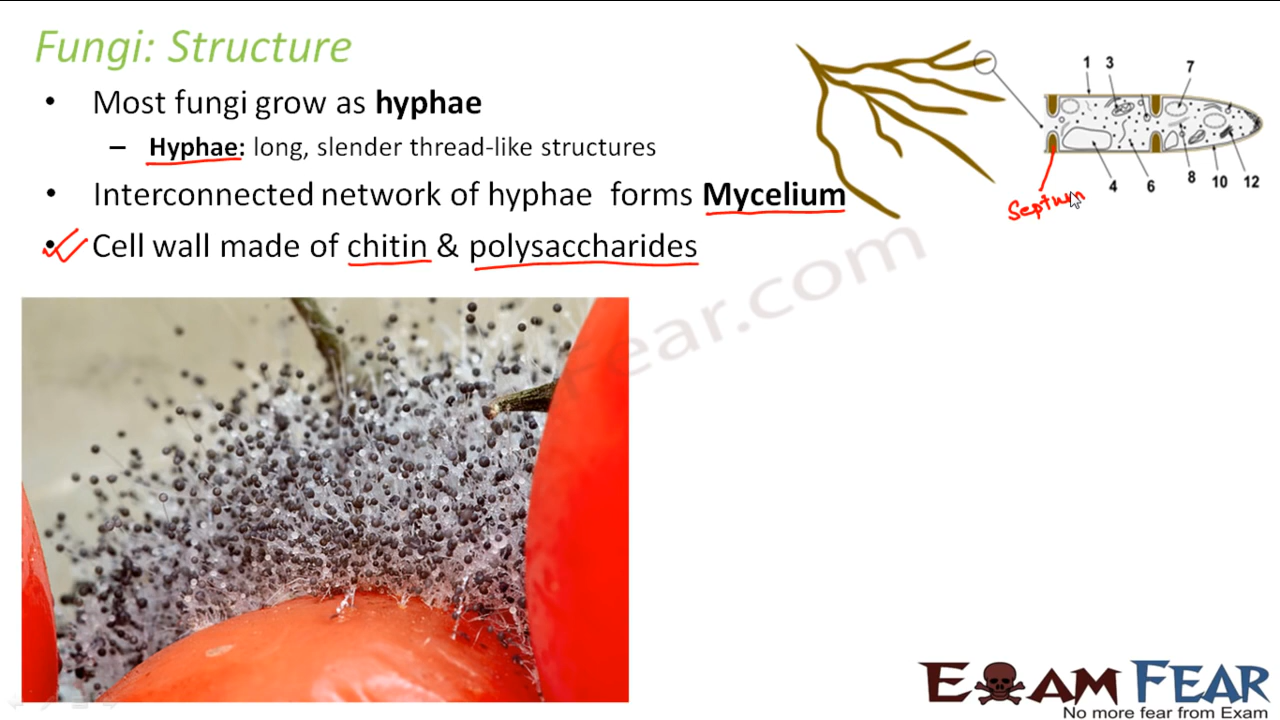 Fungi: Structure
• Most fungi grow as hyphae
– Hyphae: long, slender thread-like structures
• Interconnected network of hyphae forms Mycelium
• Cell wall made of chitin & polysaccharides
1 3 7
4 6 8 10 12
Septum
Fear.com
EXAM FEAR
No more fear from Exam